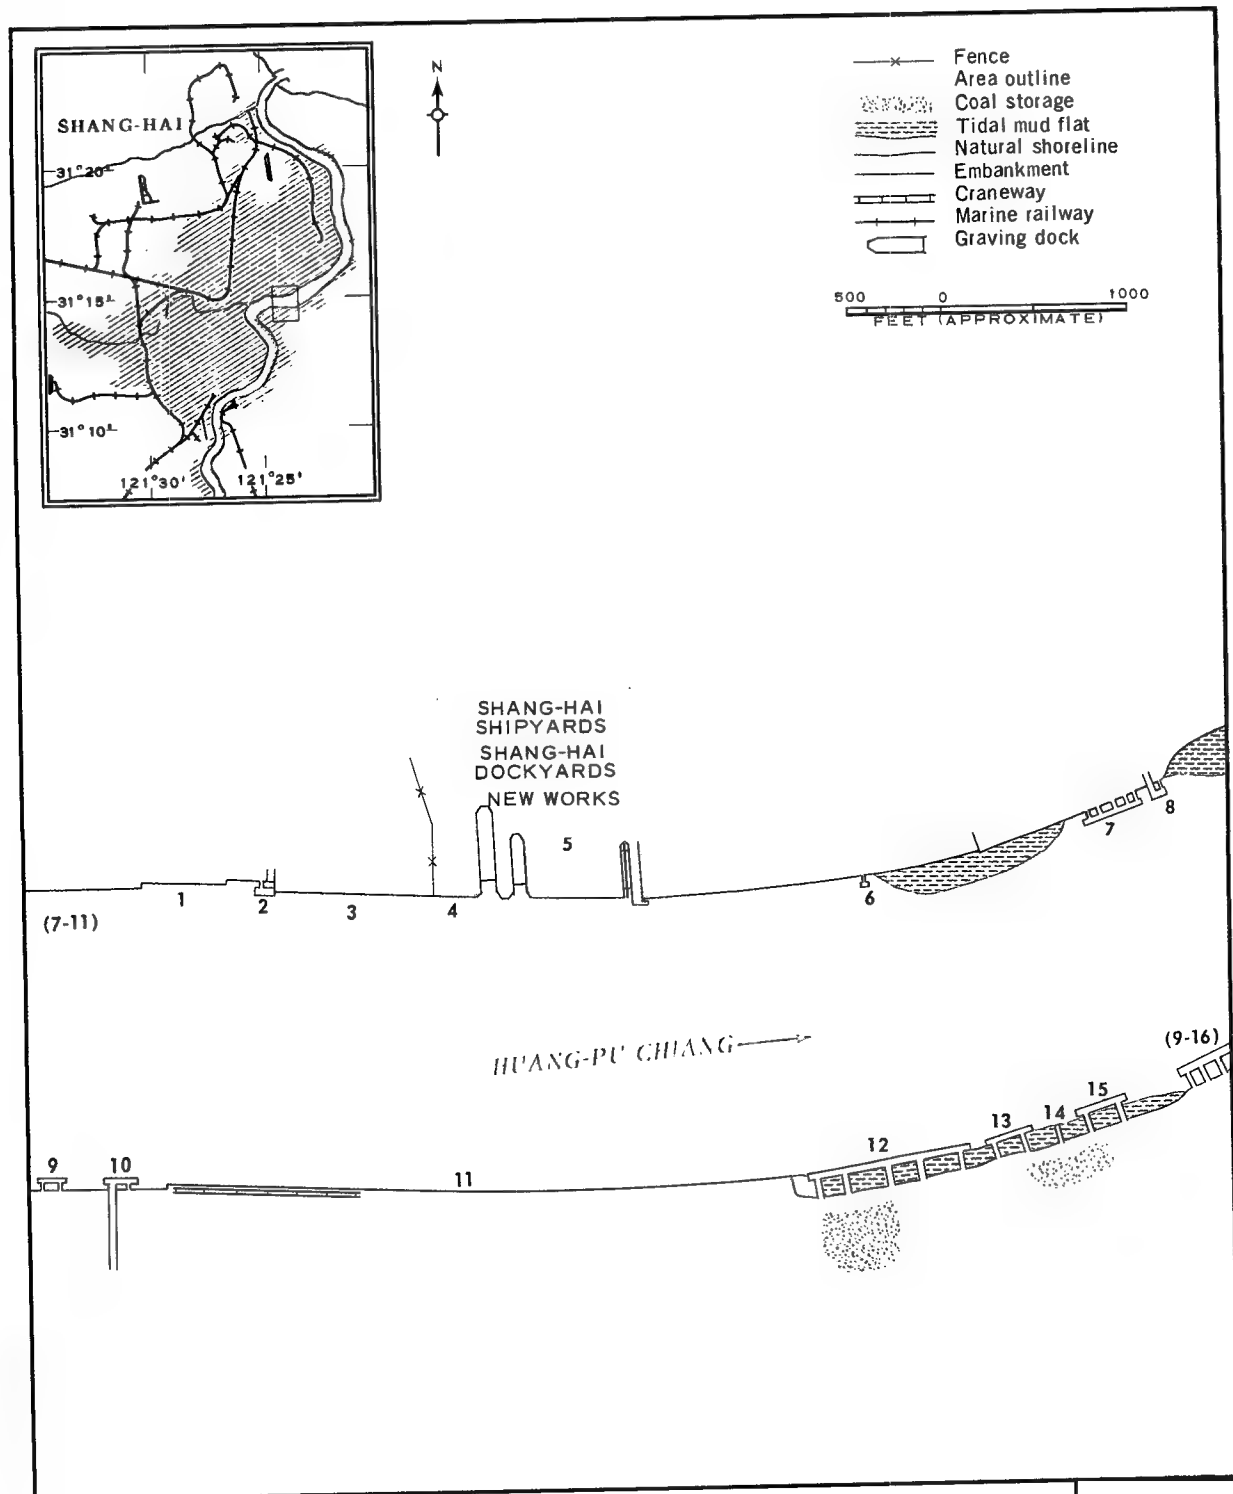 SHANG-HAI
31°20'
31°15'
31°10'
121°30'
121°25'
N
Fence
Area outline
Coal storage
Tidal mud flat
Natural shoreline
Embankment
Craneway
Marine railway
Graving dock
500 0 1000
FEET (APPROXIMATE)
SHANG-HAI
SHIPYARDS
SHANG-HAI
DOCKYARDS
NEW WORKS
5
7
8
1
2
3
4
6
(7-11)
HUANG-PU CHIANG
(9-16)
15
14
13
12
9
10
11